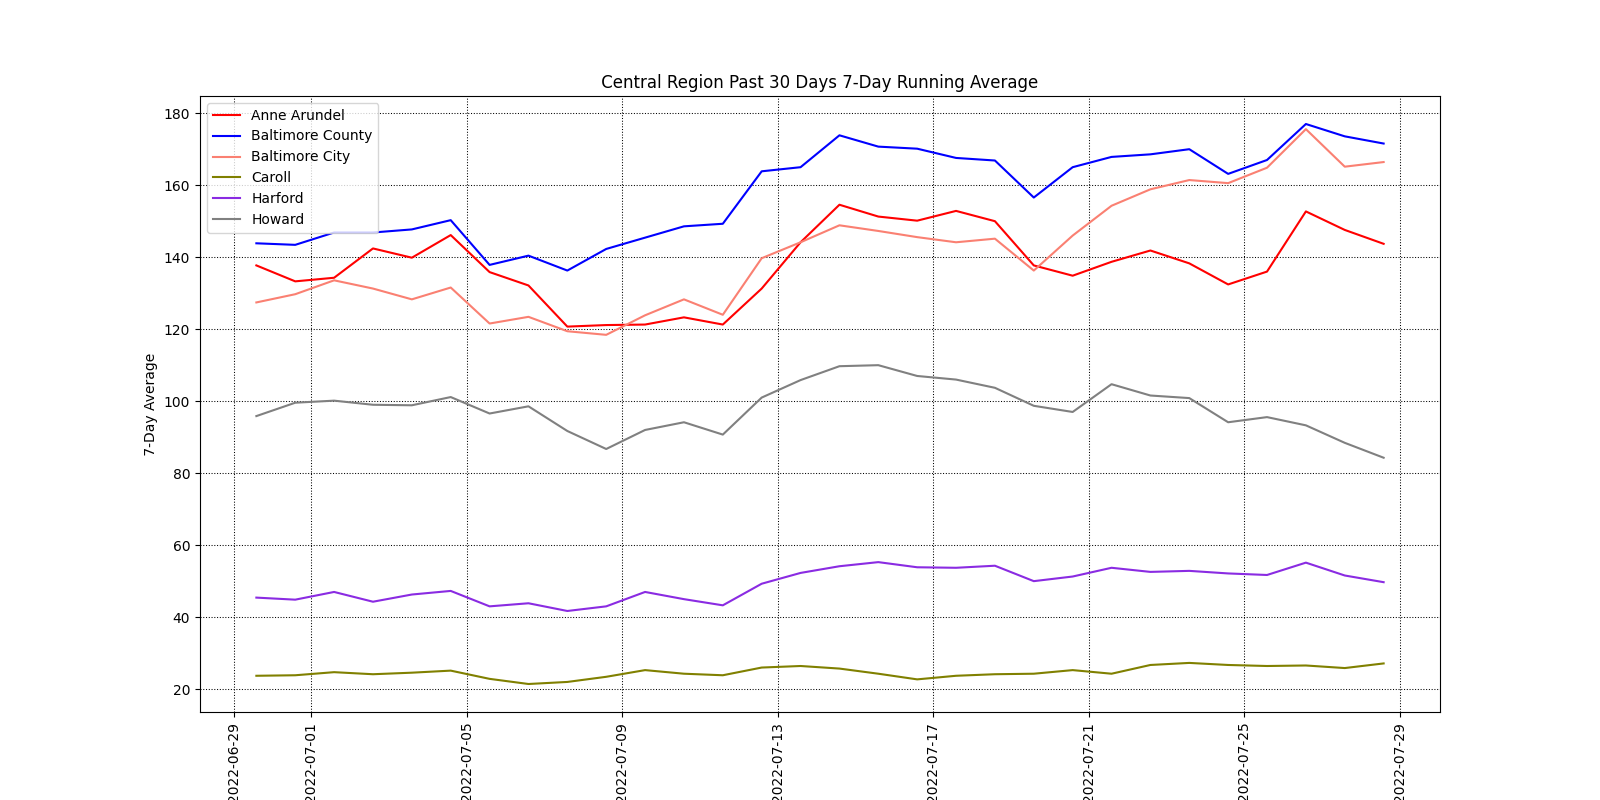 Central Region Past 30 Days 7-Day Running Average
Anne Arundel
Baltimore County
Baltimore City
Caroll
Harford
Howard
7-Day Average
180
160
140
120
100
80
60
40
20
2022-06-29
2022-07-01
2022-07-05
2022-07-09
2022-07-13
2022-07-17
2022-07-21
2022-07-25
2022-07-29